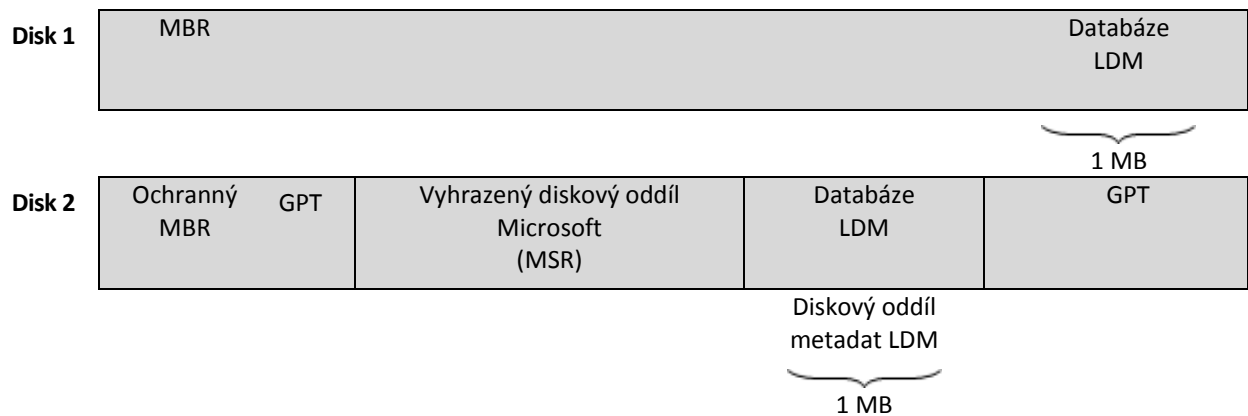 Disk 1
MBR
Databáze
LDM
1 MB
Disk 2
Ochranný
MBR
GPT
Vyhrazený diskový oddíl
Microsoft
(MSR)
Databáze
LDM
GPT
Diskový oddíl
metadat LDM
1 MB